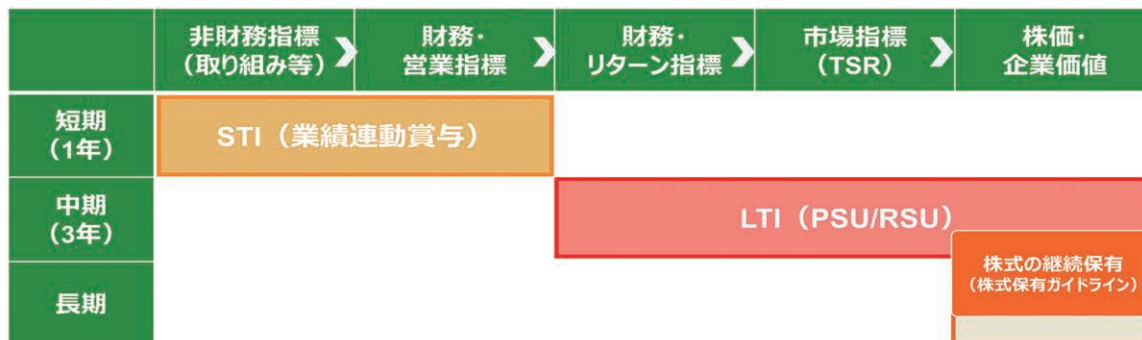 非財務指標
(取り組み等)
財務・
営業指標
財務・
リターン指標
市場指標
(TSR)
株価・
企業価値
短期
(1年)
STI(業績連動賞与)
中期
(3年)
LTI(PSU/RSU)
株式の継続保有
(株式保有ガイドライン)
長期